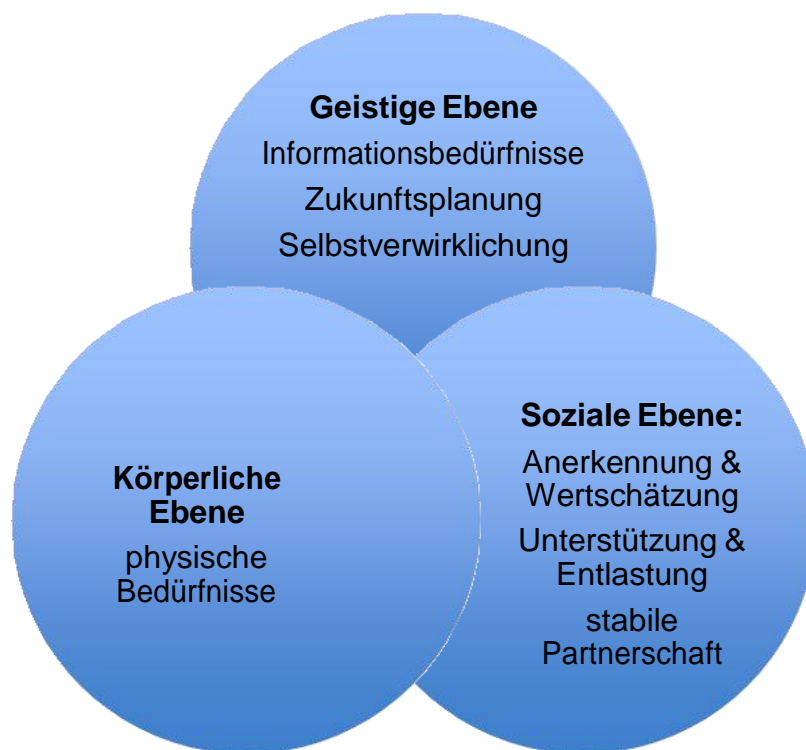 Geistige Ebene
Informationsbedürfnisse
Zukunftsplanung
Selbstverwirklichung
Körperliche
Ebene
physische
Bedürfnisse
Soziale Ebene:
Anerkennung &
Wertschätzung
Unterstützung &
Entlastung
stabile
Partnerschaft